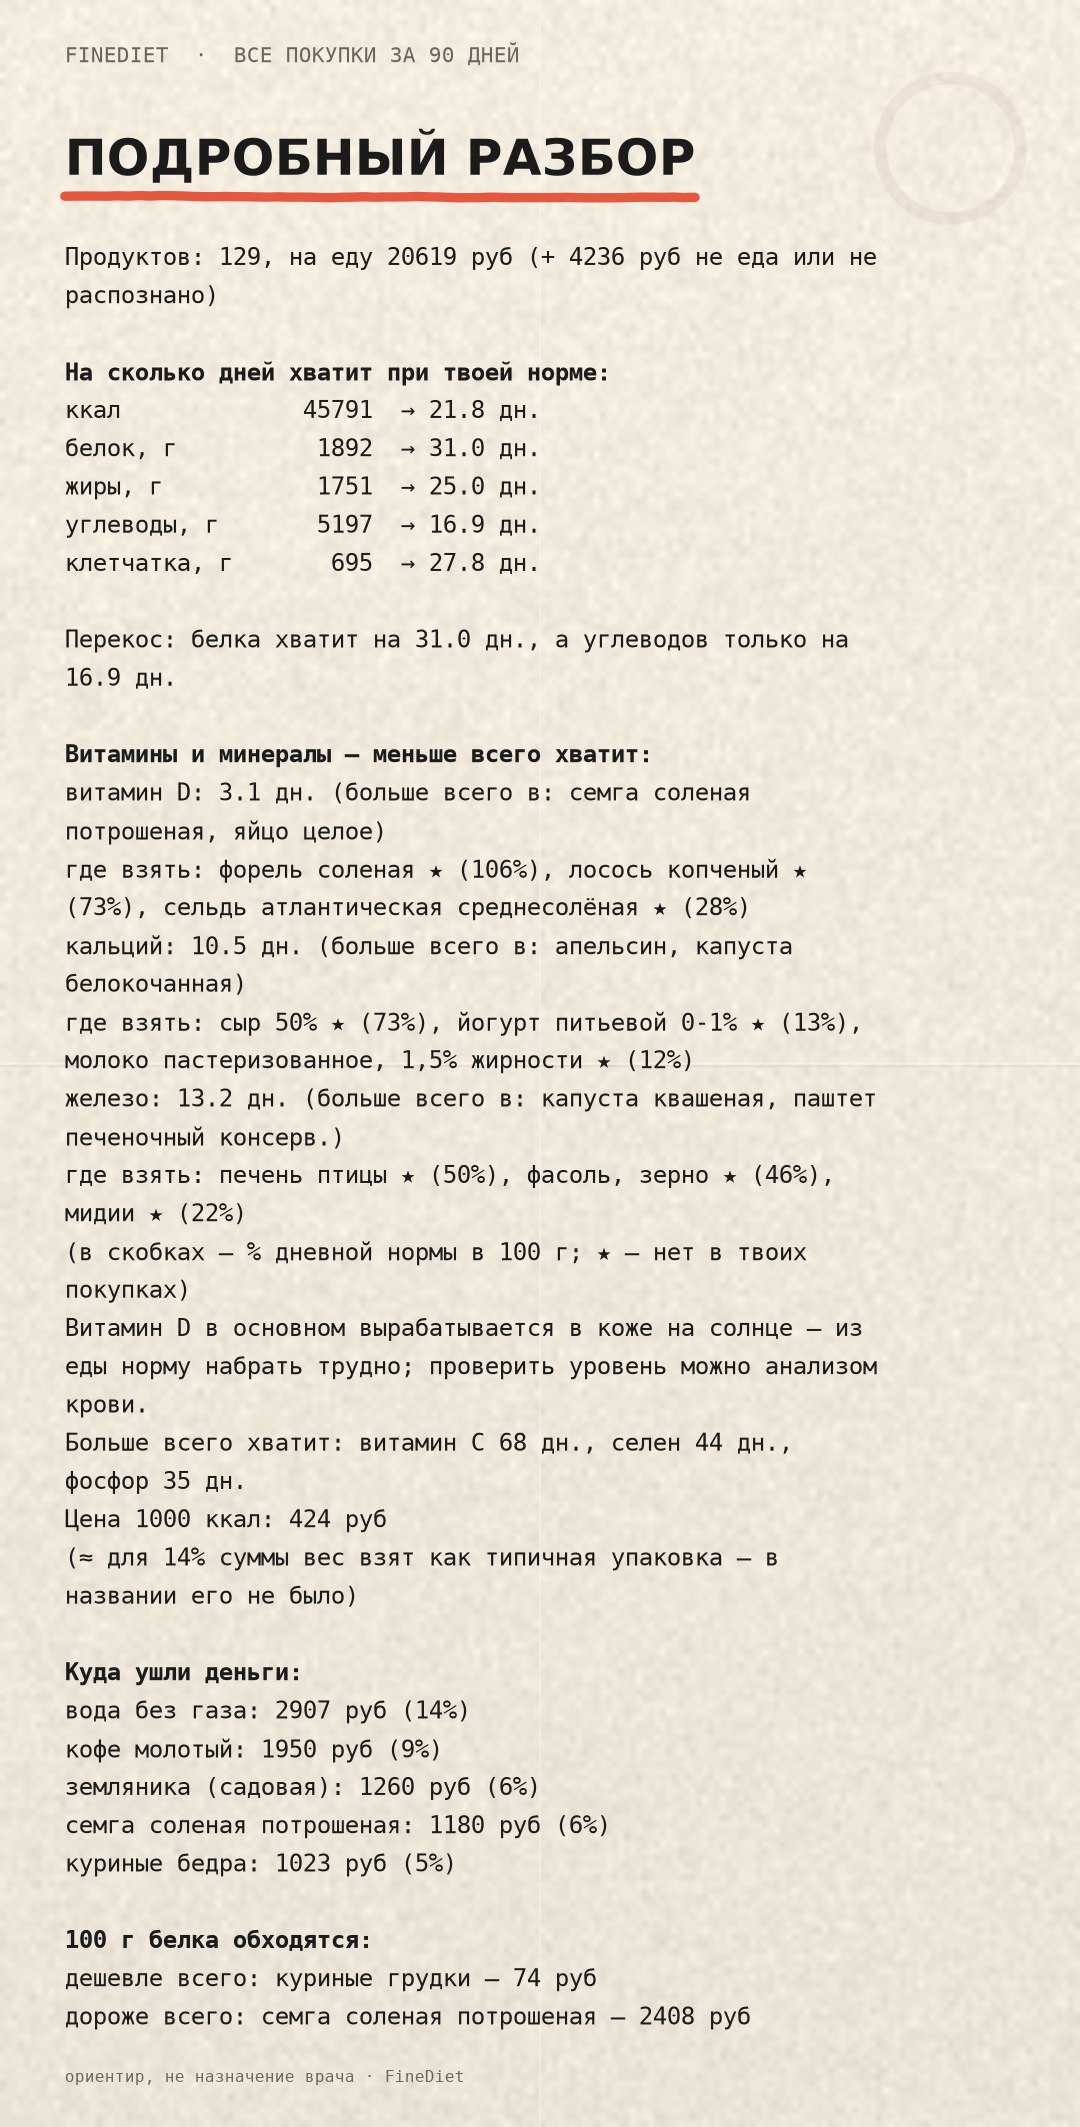 FINEDIET · ВСЕ ПОКУПКИ ЗА 90 ДНЕЙ
ПОДРОБНЫЙ РАЗБОР
Продуктов: 129, на еду 20619 руб (+ 4236 руб не еда или не
распознано)
На сколько дней хватит при твоей норме:
ккал 45791 → 21.8 дн.
белок, г 1892 → 31.0 дн.
жиры, г 1751 → 25.0 дн.
углеводы, г 5197 → 16.9 дн.
клетчатка, г 695 → 27.8 дн.
Перекос: белка хватит на 31.0 дн., а углеводов только на
16.9 дн.
Витамины и минералы — меньше всего хватит:
витамин D: 3.1 дн. (больше всего в: семга соленая
потрошеная, яйцо целое)
где взять: форель соленая ★ (106%), лосось копченый ★
(73%), сельдь атлантическая среднесолёная ★ (28%)
кальций: 10.5 дн. (больше всего в: апельсин, капуста
белокочанная)
где взять: сыр 50% ★ (73%), йогурт питьевой 0-1% ★ (13%),
молоко пастеризованное, 1,5% жирности ★ (12%)
железо: 13.2 дн. (больше всего в: капуста квашеная, паштет
печеночный консерв.)
где взять: печень птицы ★ (50%), фасоль, зерно ★ (46%),
мидии ★ (22%)
(в скобках — % дневной нормы в 100 г; ★ — нет в твоих
покупках)
Витамин D в основном вырабатывается в коже на солнце — из
еды норму набрать трудно; проверить уровень можно анализом
крови.
Больше всего хватит: витамин C 68 дн., селен 44 дн.,
фосфор 35 дн.
Цена 1000 ккал: 424 руб
(≈ для 14% суммы вес взят как типичная упаковка — в
названии его не было)
Куда ушли деньги:
вода без газа: 2907 руб (14%)
кофе молотый: 1950 руб (9%)
земляника (садовая): 1260 руб (6%)
семга соленая потрошеная: 1180 руб (6%)
куриные бедра: 1023 руб (5%)
100 г белка обходятся:
дешевле всего: куриные грудки — 74 руб
дороже всего: семга соленая потрошеная — 2408 руб
ориентир, не назначение врача · FineDiet